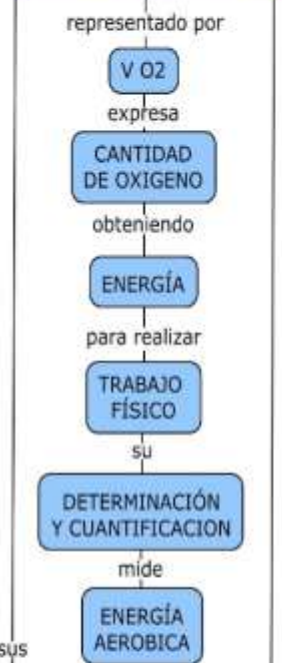 representado por
V O2
expresa
CANTIDAD
DE OXIGENO
obteniendo
ENERGÍA
para realizar
TRABAJO
FÍSICO
su
DETERMINACIÓN
Y CUANTIFICACION
mide
ENERGÍA
AEROBICA
sus